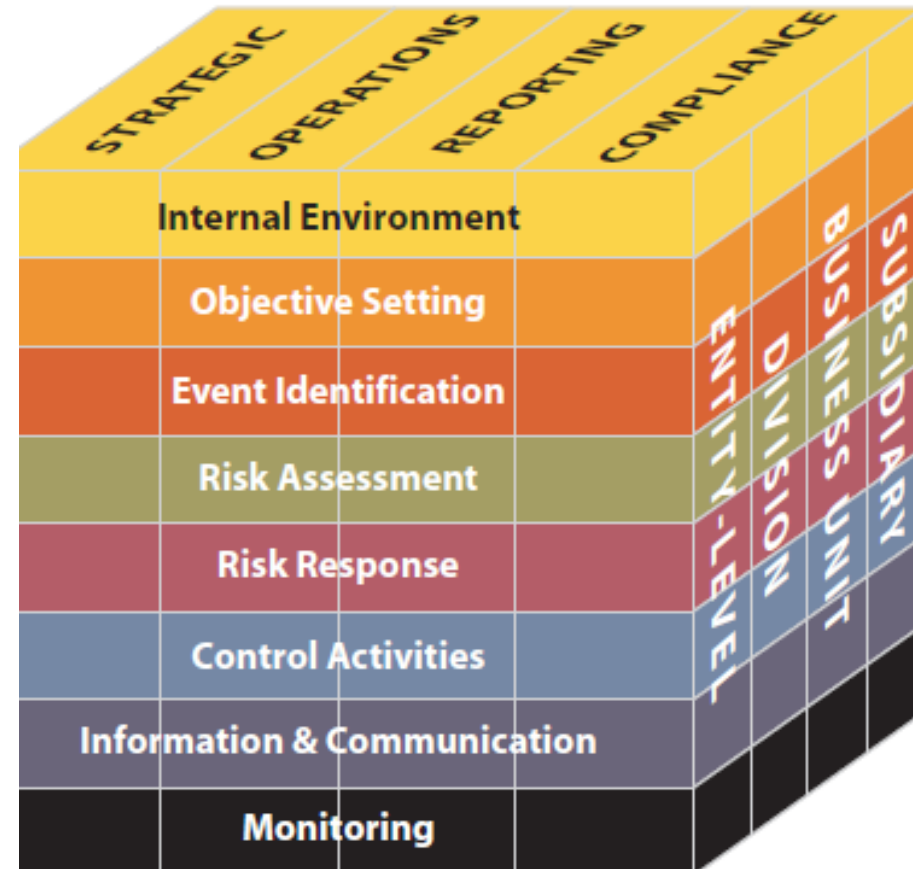 STRATEGIC
OPERATIONS
REPORTING
COMPLIANCE
Internal Environment
Objective Setting
Event Identification
Risk Assessment
Risk Response
Control Activities
Information & Communication
Monitoring
ENTITY-LEVEL
DIVISION
BUSINESS UNIT
SUBSIDIARY